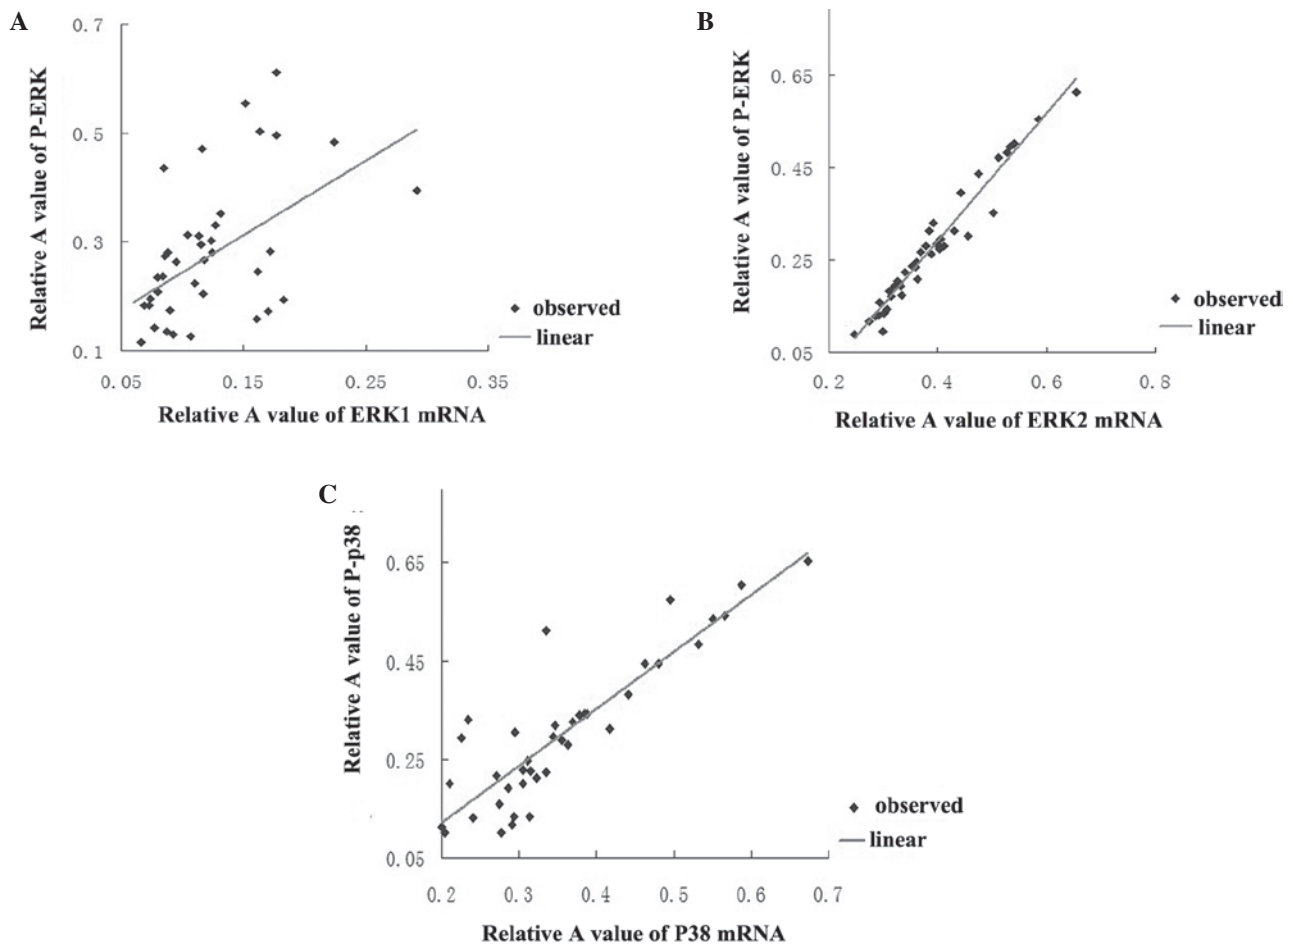 A
Relative A value of P-ERK
0.7
0.5
0.3
0.1
0.05
0.15
0.25
0.35
Relative A value of ERK1 mRNA
observed
linear
B
Relative A value of P-ERK
0.65
0.45
0.25
0.05
0.2
0.4
0.6
0.8
Relative A value of ERK2 mRNA
observed
linear
C
Relative A value of P-p38
0.65
0.45
0.25
0.05
0.2
0.3
0.4
0.5
0.6
0.7
Relative A value of P38 mRNA
observed
linear